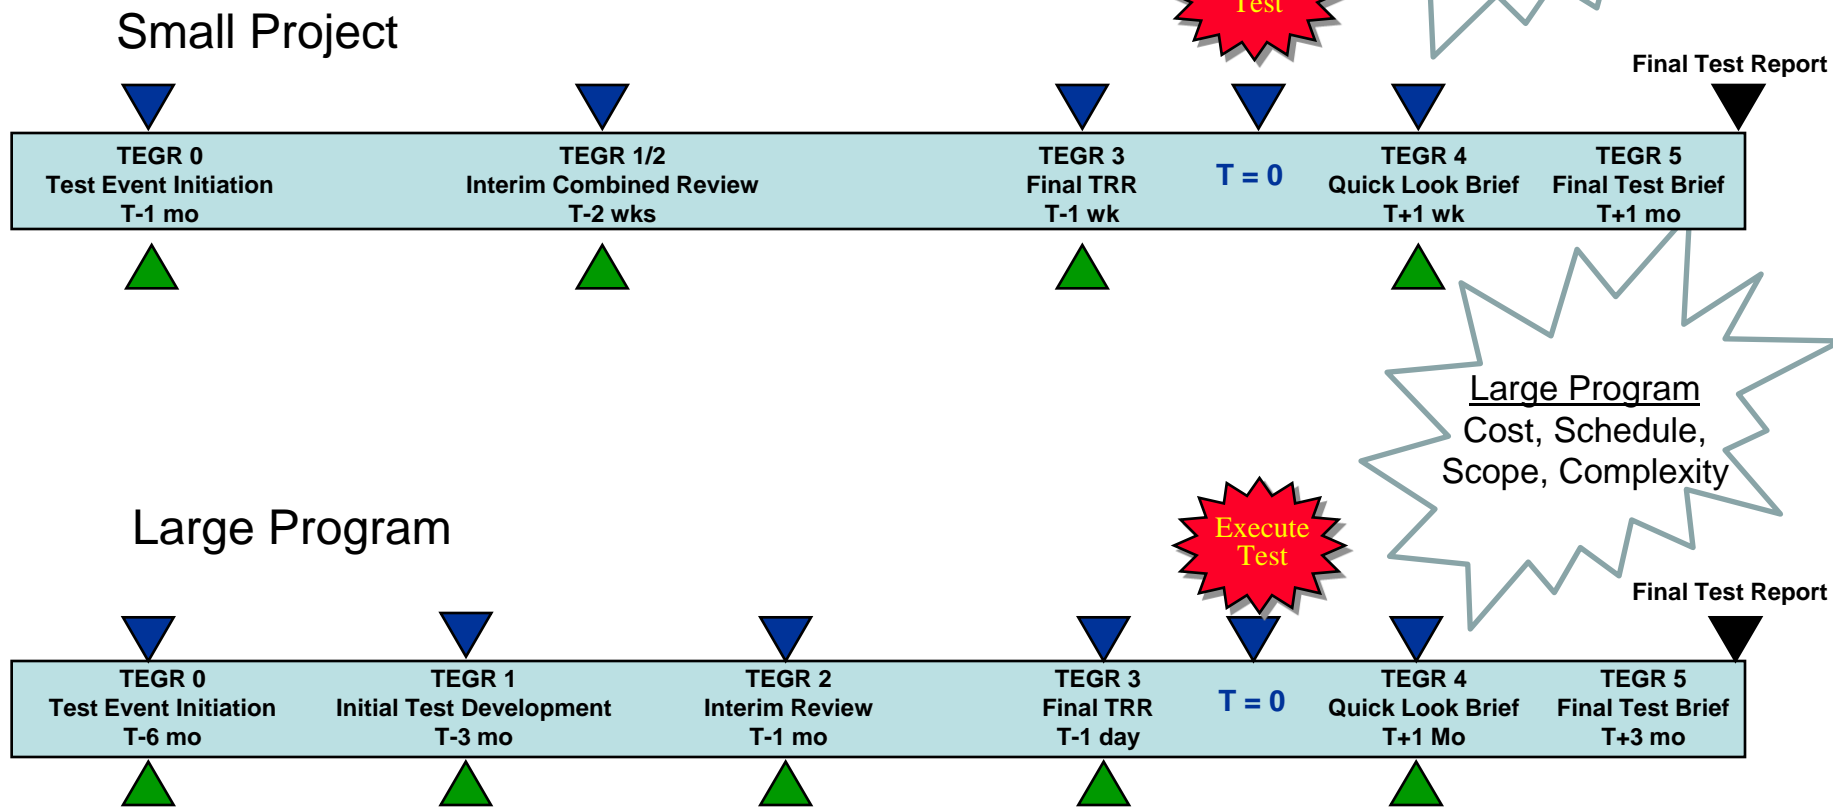 Small Project
Test
Final Test Report
TEGR 0
Test Event Initiation
T-1 mo
TEGR 1/2
Interim Combined Review
T-2 wks
TEGR 3
Final TRR
T-1 wk
T = 0
TEGR 4
Quick Look Brief
T+1 wk
TEGR 5
Final Test Brief
T+1 mo
Large Program
Cost, Schedule,
Scope, Complexity
Large Program
Execute
Test
Final Test Report
TEGR 0
Test Event Initiation
T-6 mo
TEGR 1
Initial Test Development
T-3 mo
TEGR 2
Interim Review
T-1 mo
TEGR 3
Final TRR
T-1 day
T = 0
TEGR 4
Quick Look Brief
T+1 Mo
TEGR 5
Final Test Brief
T+3 mo